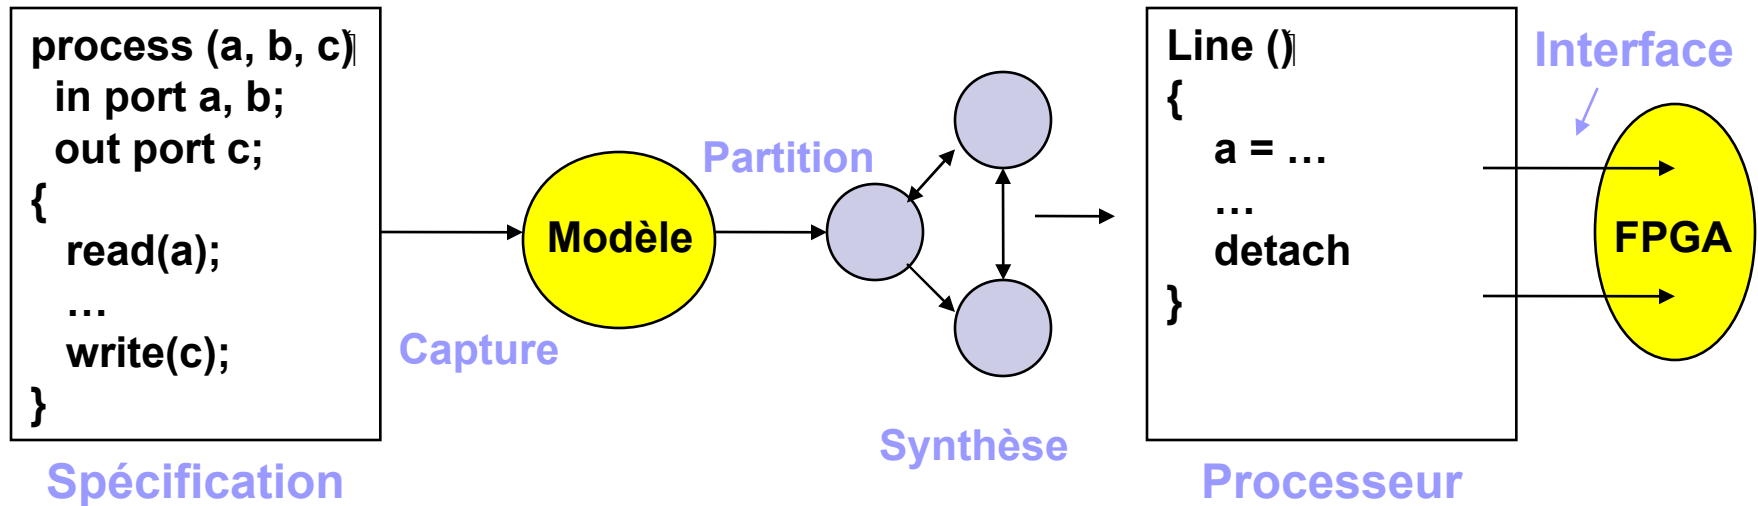 process (a, b, c)
in port a, b;
out port c;
{
read(a);
…
write(c);
}
Spécification
Capture
Modèle
Partition
Synthèse
Line ()
{
a = …
…
detach
}
Processeur
Interface
FPGA